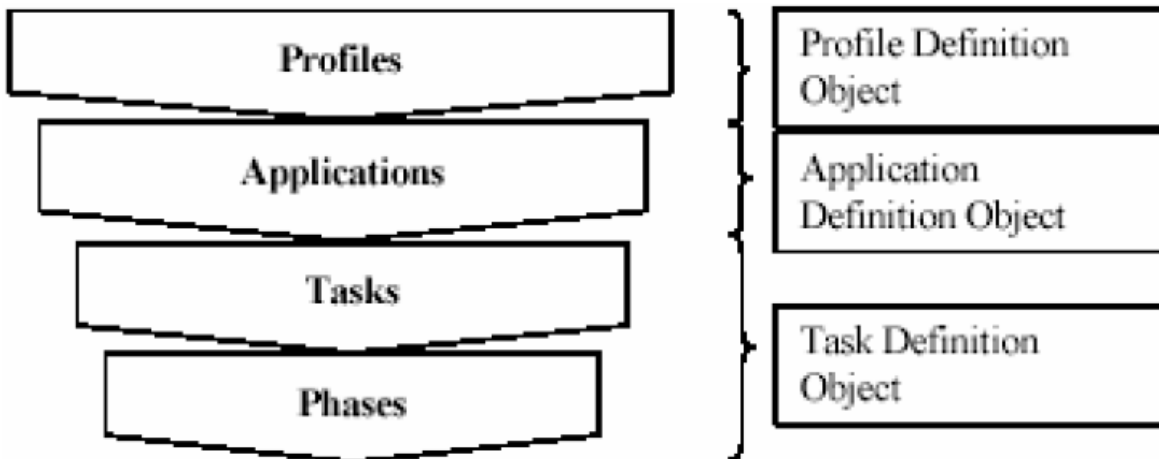 Profiles
Profile Definition
Object
Applications
Application
Definition Object
Tasks
Task Definition
Object
Phases